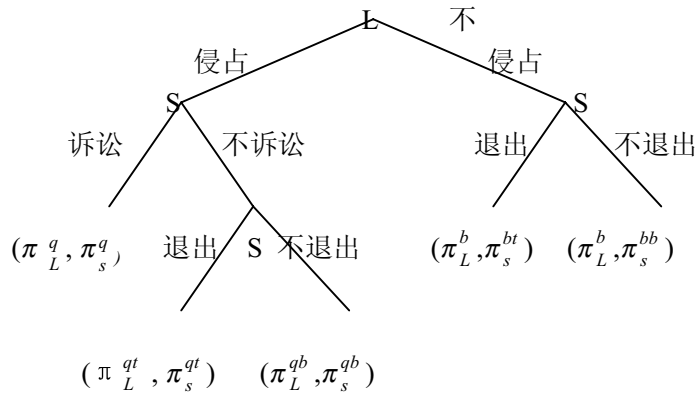 L 不
侵占 侵占
S S
诉讼 不诉讼 退出 不退出
(π_L^q, π_s^q) 退出 S 不退出 (π_L^b,π_s^{bt}) (π_L^b,π_s^{bb})
(π_L^{qt}, π_s^{qt}) (π_L^{qb},π_s^{qb})